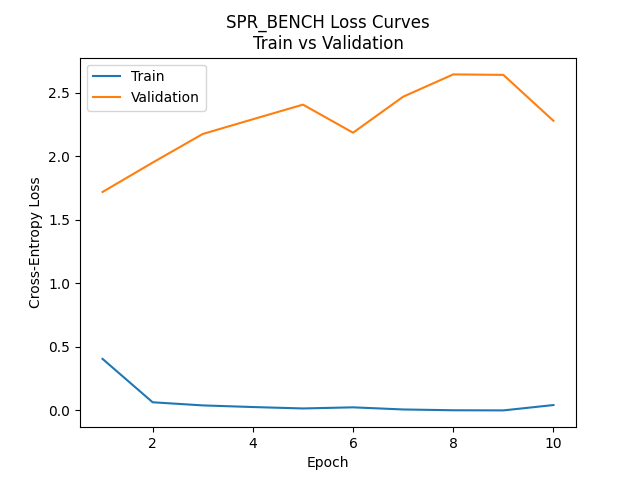 SPR_BENCH Loss Curves
Train vs Validation
Train
Validation
Cross-Entropy Loss
2.5
2.0
1.5
1.0
0.5
0.0
2 4 6 8 10
Epoch